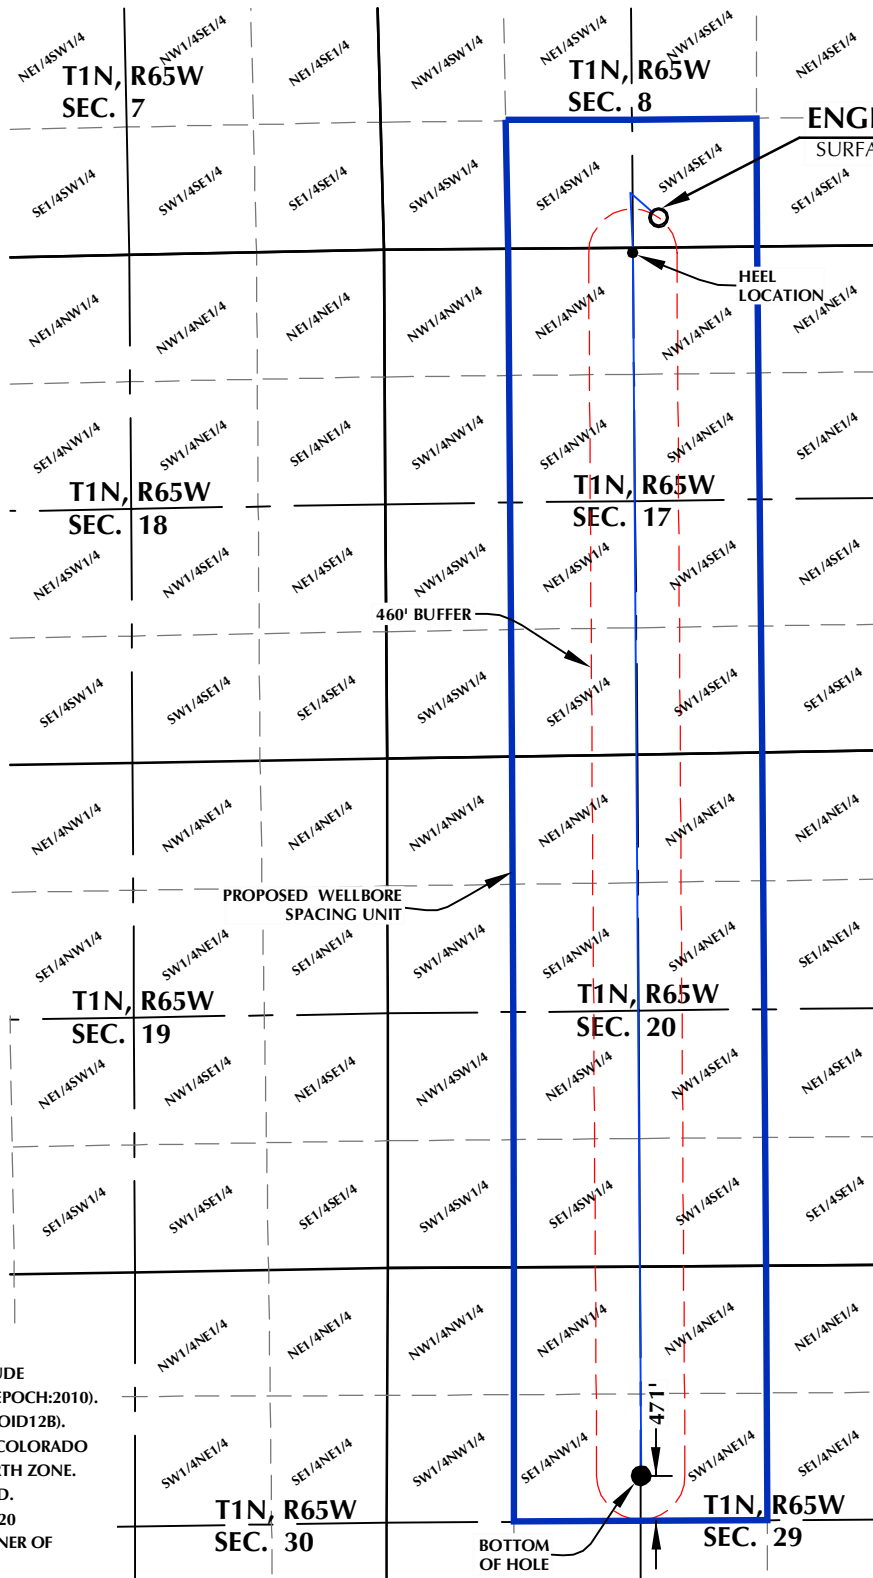 NE1/4SW1/4 NW1/4SE1/4 NE1/4SE1/4 NW1/4SW1/4 NE1/4SW1/4 NW1/4SE1/4 NE1/4SE1/4
T1N, R65W
SEC. 7
T1N, R65W
SEC. 8
ENGI
SURFA
SE1/4SW1/4 SW1/4SE1/4 SE1/4SE1/4 SW1/4SW1/4 SE1/4SW1/4 SW1/4SE1/4 SE1/4SE1/4
HEEL
LOCATION
NE1/4NW1/4 NW1/4NE1/4 NE1/4NE1/4 NW1/4NW1/4 NE1/4NW1/4 NW1/4NE1/4 NE1/4NE1/4
SE1/4NW1/4 SW1/4NE1/4 SE1/4NE1/4 SW1/4NW1/4 SE1/4NW1/4 SW1/4NE1/4 SE1/4NE1/4
T1N, R65W
SEC. 18
T1N, R65W
SEC. 17
NE1/4SW1/4 NW1/4SE1/4 NE1/4SE1/4 NW1/4SW1/4 NE1/4SW1/4 NW1/4SE1/4 NE1/4SE1/4
460' BUFFER
SE1/4SW1/4 SW1/4SE1/4 SE1/4SE1/4 SW1/4SW1/4 SE1/4SW1/4 SW1/4SE1/4 SE1/4SE1/4
NE1/4NW1/4 NW1/4NE1/4 NE1/4NE1/4 NW1/4NW1/4 NE1/4NW1/4 NW1/4NE1/4 NE1/4NE1/4
PROPOSED WELLBORE
SPACING UNIT
SE1/4NW1/4 SW1/4NE1/4 SE1/4NE1/4 SW1/4NW1/4 SE1/4NW1/4 SW1/4NE1/4 SE1/4NE1/4
T1N, R65W
SEC. 19
T1N, R65W
SEC. 20
NE1/4SW1/4 NW1/4SE1/4 NE1/4SE1/4 NW1/4SW1/4 NE1/4SW1/4 NW1/4SE1/4 NE1/4SE1/4
SE1/4SW1/4 SW1/4SE1/4 SE1/4SE1/4 SW1/4SW1/4 SE1/4SW1/4 SW1/4SE1/4 SE1/4SE1/4
NW1/4NE1/4 NE1/4NE1/4 NW1/4NW1/4 NE1/4NW1/4 NW1/4NE1/4 NE1/4NE1/4
UDE
EPOCH:2010).
OID12B).
COLORADO
RTH ZONE.
D.
20
NER OF
471'
SW1/4NE1/4 SE1/4NE1/4 SW1/4NW1/4 SE1/4NW1/4 SW1/4NE1/4 SE1/4NE1/4
T1N, R65W
SEC. 30
T1N, R65W
SEC. 29
BOTTOM
OF HOLE